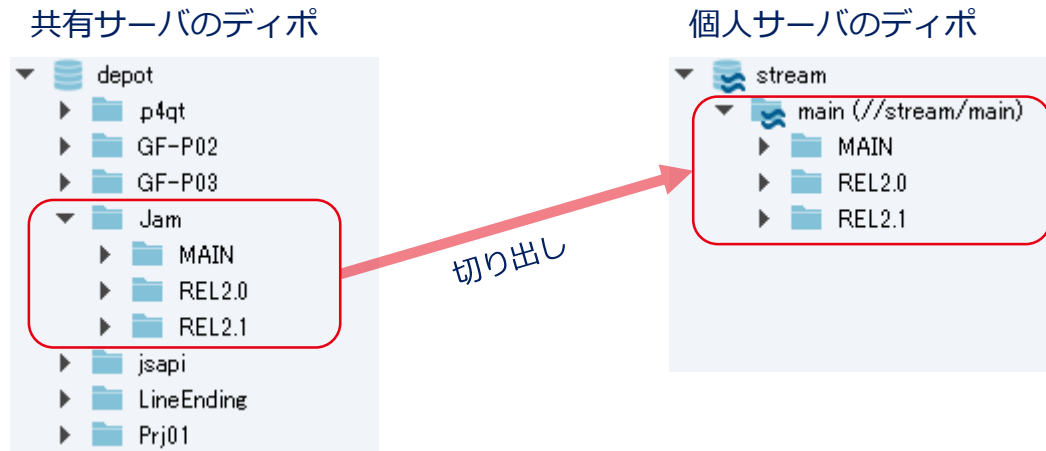 共有サーバのディポ
depot
p4qt
GF-P02
GF-P03
Jam
MAIN
REL2.0
REL2.1
jsapi
LineEnding
Prj01
切り出し
個人サーバのディポ
stream
main (//stream/main)
MAIN
REL2.0
REL2.1